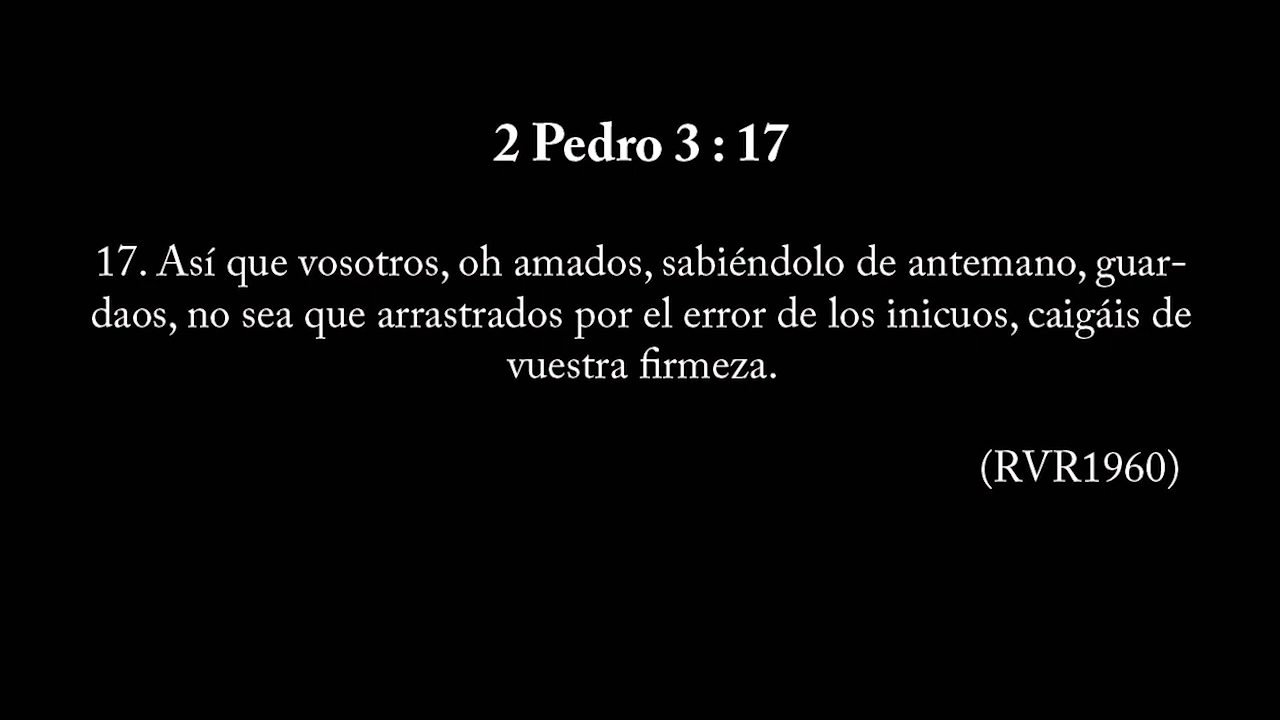 2 Pedro 3 : 17
17. Así que vosotros, oh amados, sabiéndolo de antemano, guar-
daos, no sea que arrastrados por el error de los inicuos, caigáis de
vuestra firmeza.
(RVR1960)